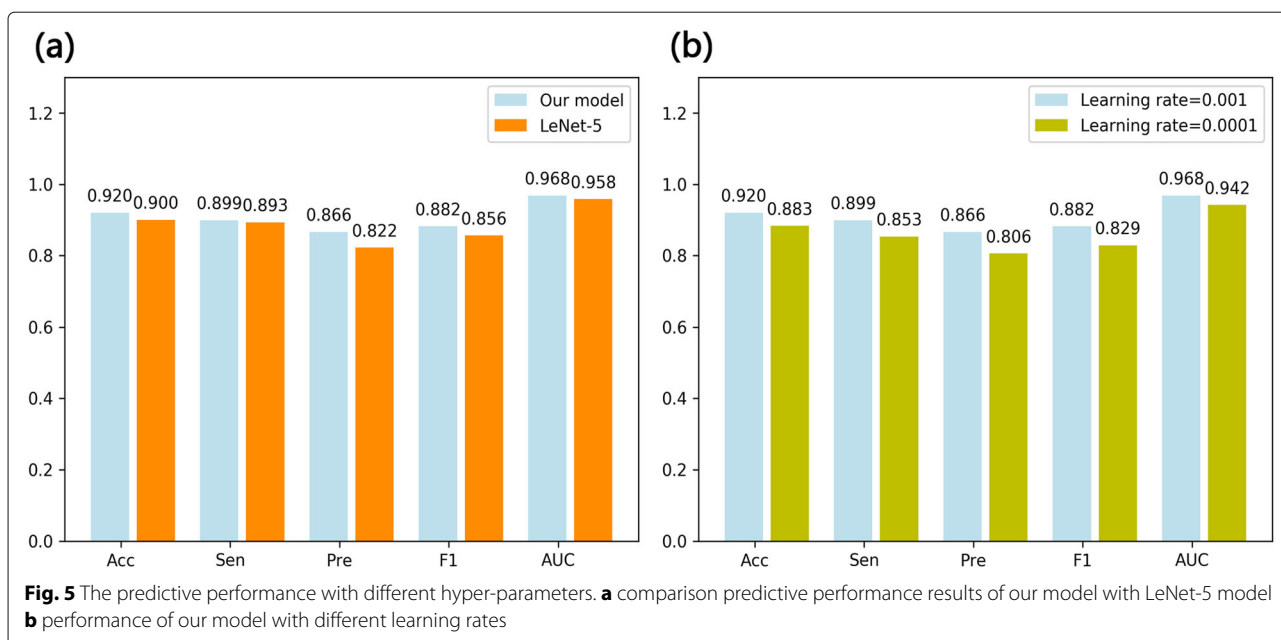 (a)
Our model
LeNet-5
1.2
1.0
0.8
0.6
0.4
0.2
0.0
0.920
0.900
0.899
0.893
0.866
0.822
0.882
0.856
0.968
0.958
Acc
Sen
Pre
F1
AUC
(b)
Learning rate=0.001
Learning rate=0.0001
1.2
1.0
0.8
0.6
0.4
0.2
0.0
0.920
0.883
0.899
0.853
0.866
0.806
0.882
0.829
0.968
0.942
Acc
Sen
Pre
F1
AUC
Fig. 5 The predictive performance with different hyper-parameters. a comparison predictive performance results of our model with LeNet-5 model
b performance of our model with different learning rates